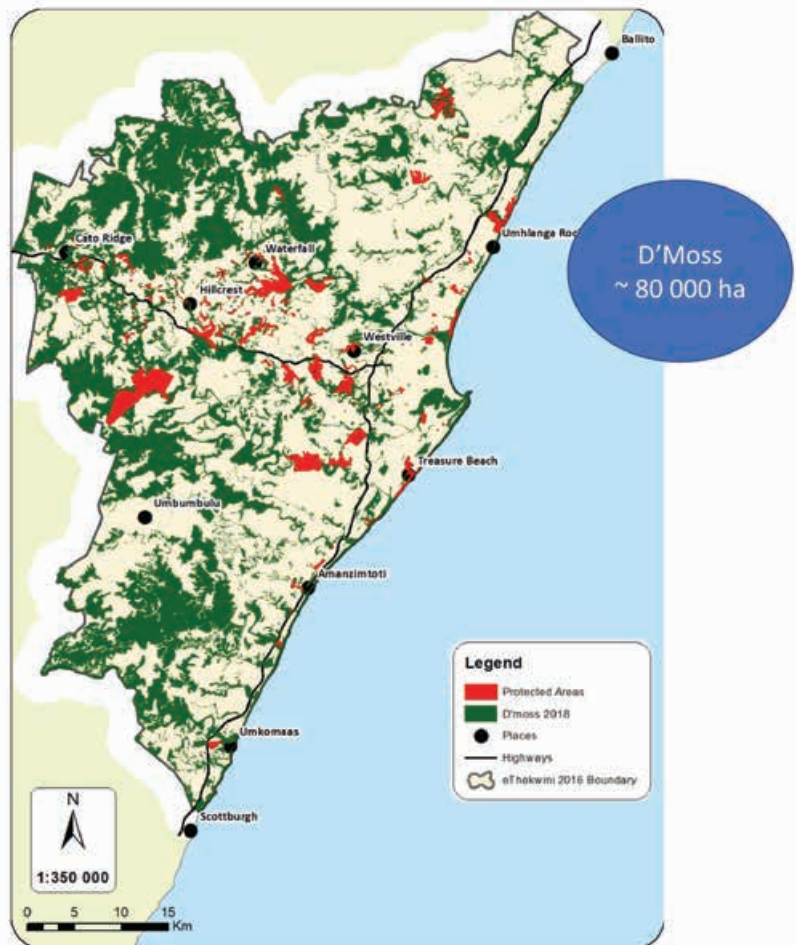 Ballito
Cato Ridge
Waterfall
Umhlanga Roc
D'Moss
~ 80 000 ha
Hillcrest
Westville
Treasure Beach
Umbumbulu
Amanzimtoti
Umkomaas
Scottburgh
Legend
Protected Areas
D'moss 2018
Places
Highways
eThekwini 2016 Boundary
N
1:350 000
0 5 10 15
Km